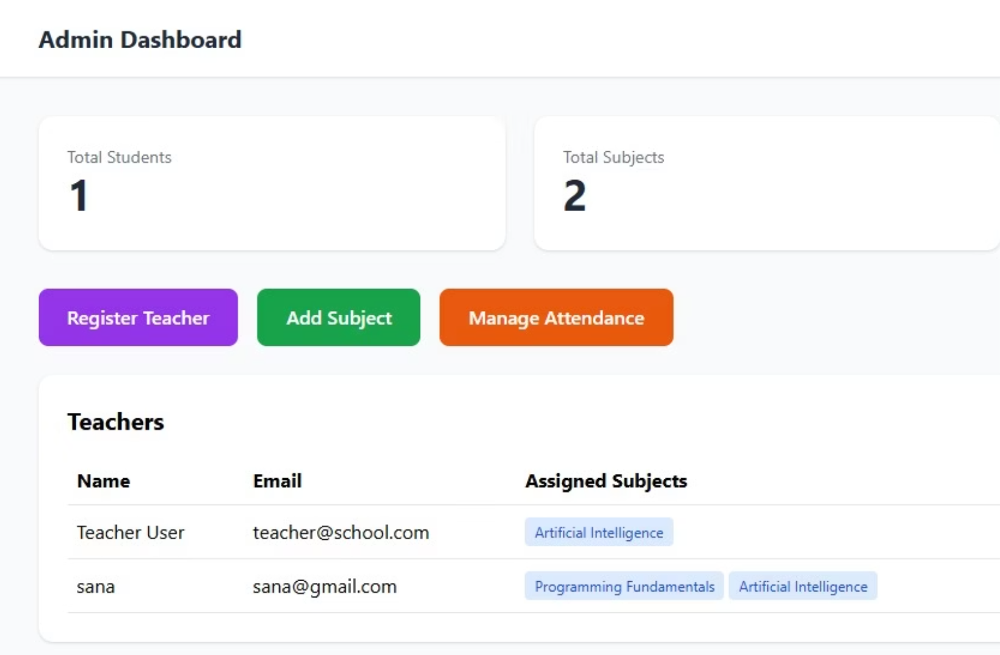 Admin Dashboard
Total Students
1
Total Subjects
2
Register Teacher
Add Subject
Manage Attendance
Teachers
Name Email Assigned Subjects
Teacher User teacher@school.com Artificial Intelligence
sana sana@gmail.com Programming Fundamentals Artificial Intelligence